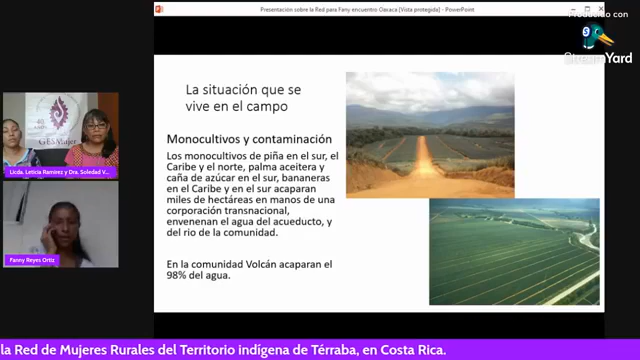 Presentación sobre la Red para Fany encuentro Oaxaca [Vista protegida] - PowerPoint
Producido con
StreamYard
La situación que se
vive en el campo
Monocultivos y contaminación
Los monocultivos de piña en el sur, el
Caribe y el norte, palma aceitera y
caña de azúcar en el sur, bananeras
en el Caribe y en el sur acaparan
miles de hectáreas en manos de una
corporación transnacional,
envenenan el agua del acueducto, y
del rio de la comunidad.
En la comunidad Volcán acaparan el
98% del agua.
GESMujer
Licda. Leticia Ramirez y Dra. Soledad V...
Fanny Reyes Ortiz
la Red de Mujeres Rurales del Territorio indígena de Térraba, en Costa Rica.